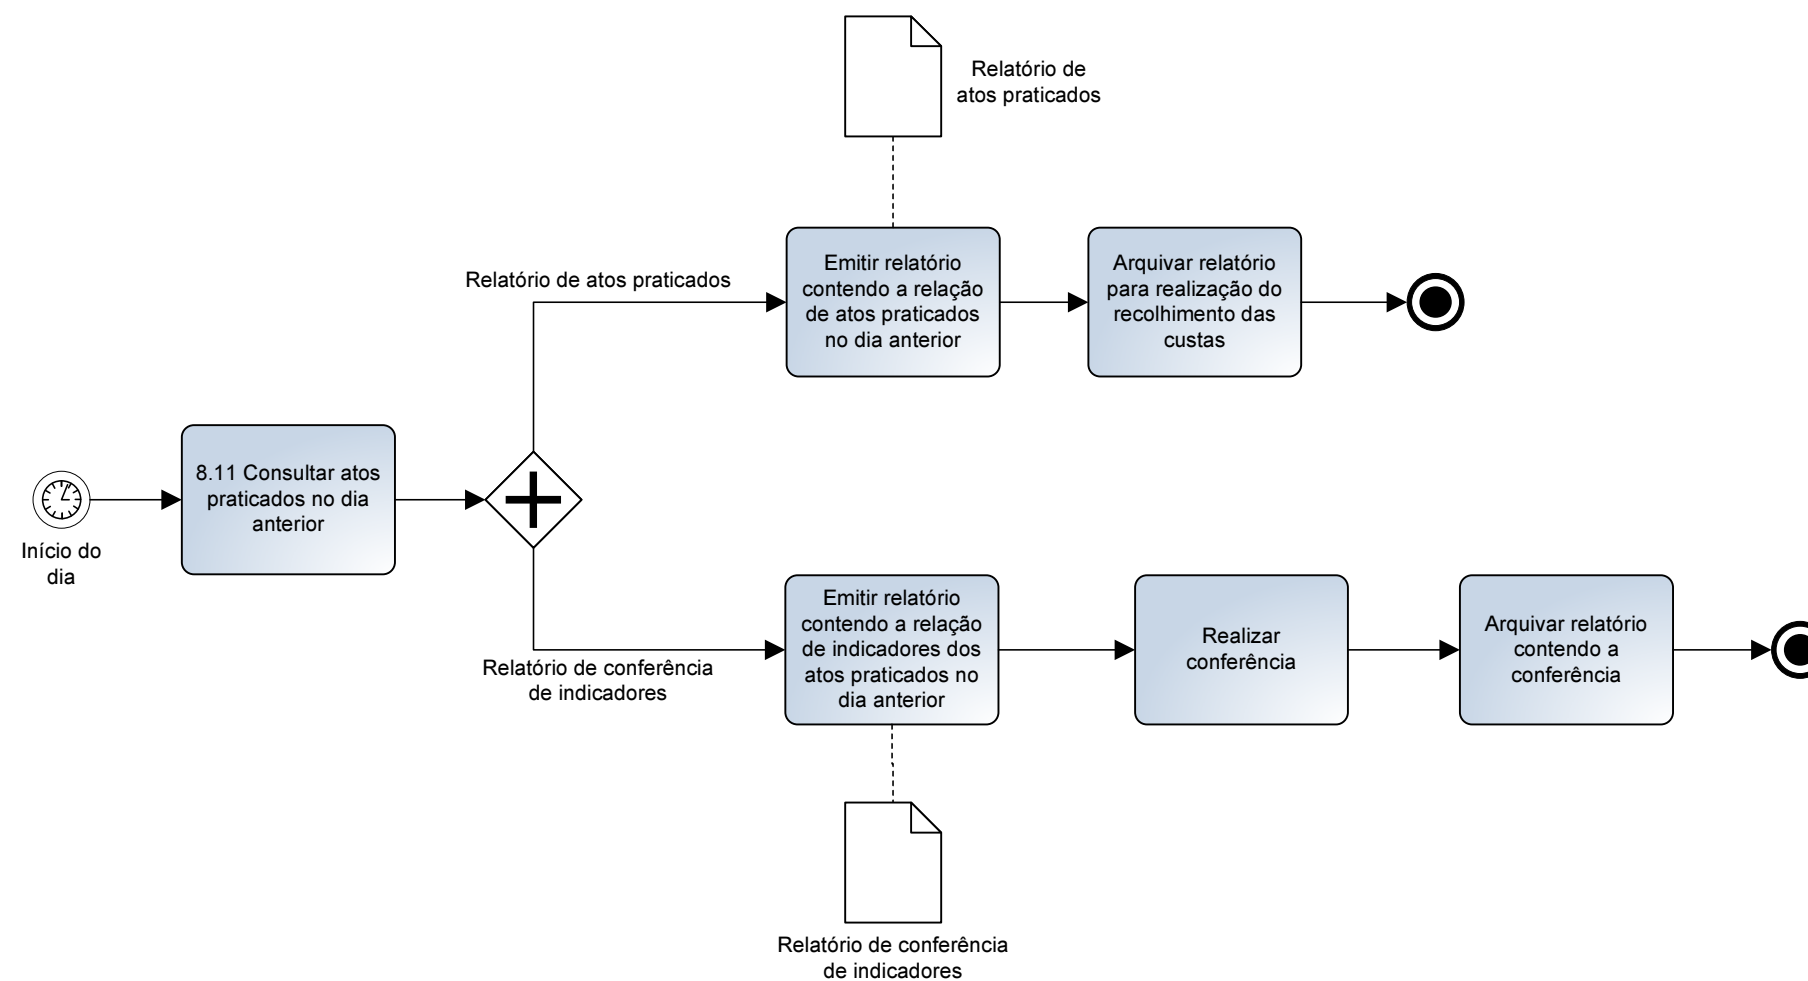 Relatório de
atos praticados
Relatório de atos praticados
Emitir relatório
contendo a relação
de atos praticados
no dia anterior
Arquivar relatório
para realização do
recolhimento das
custas
8.11 Consultar atos
praticados no dia
anterior
Início do
dia
Relatório de conferência
de indicadores
Emitir relatório
contendo a relação
de indicadores dos
atos praticados no
dia anterior
Realizar
conferência
Arquivar relatório
contendo a
conferência
Relatório de conferência
de indicadores